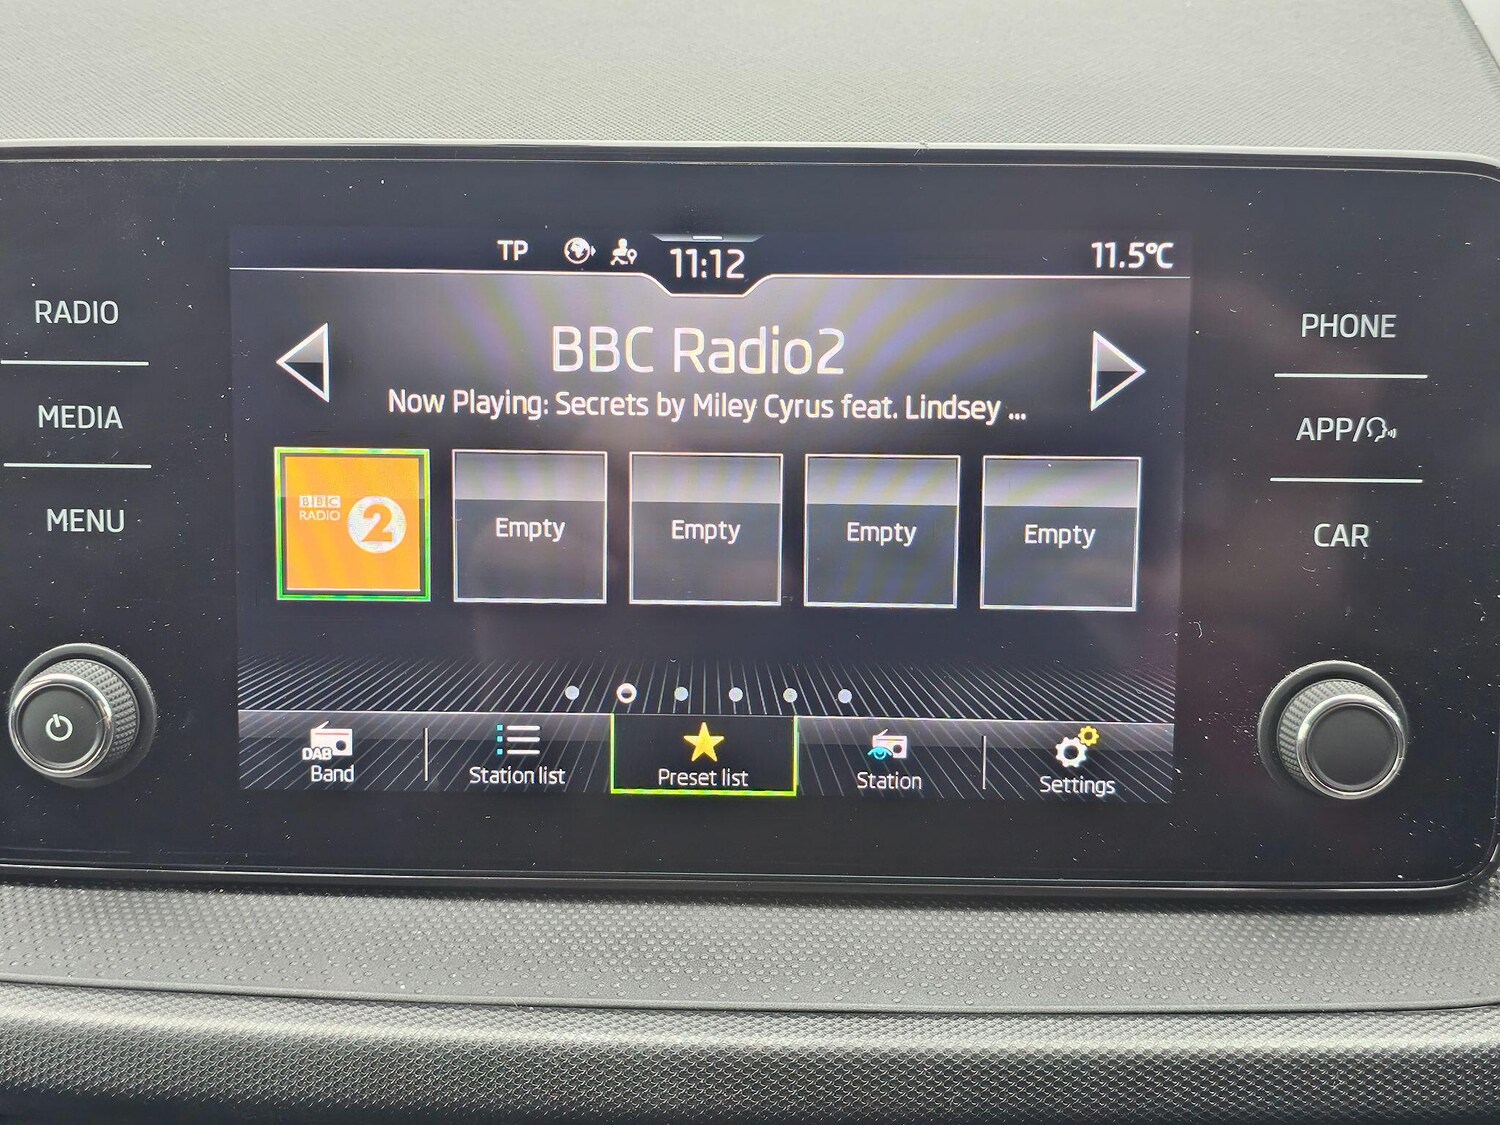 TP
11:12
11.5°C
RADIO
MEDIA
MENU
BBC Radio2
Now Playing: Secrets by Miley Cyrus feat. Lindsey ...
BBC
RADIO
2
Empty
Empty
Empty
Empty
DAB
Band
Station list
Preset list
Station
Settings
PHONE
APP/
CAR